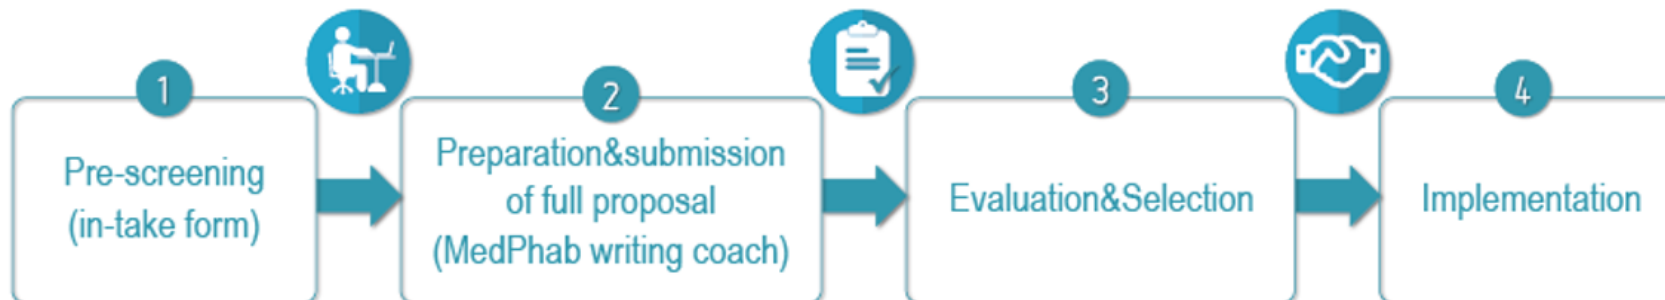 1
Pre-screening
(in-take form)
2
Preparation&submission
of full proposal
(MedPhab writing coach)
3
Evaluation&Selection
4
Implementation